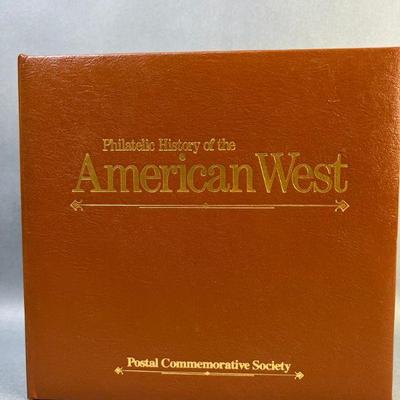 Philatelic History of the
American West
Postal Commemorative Society